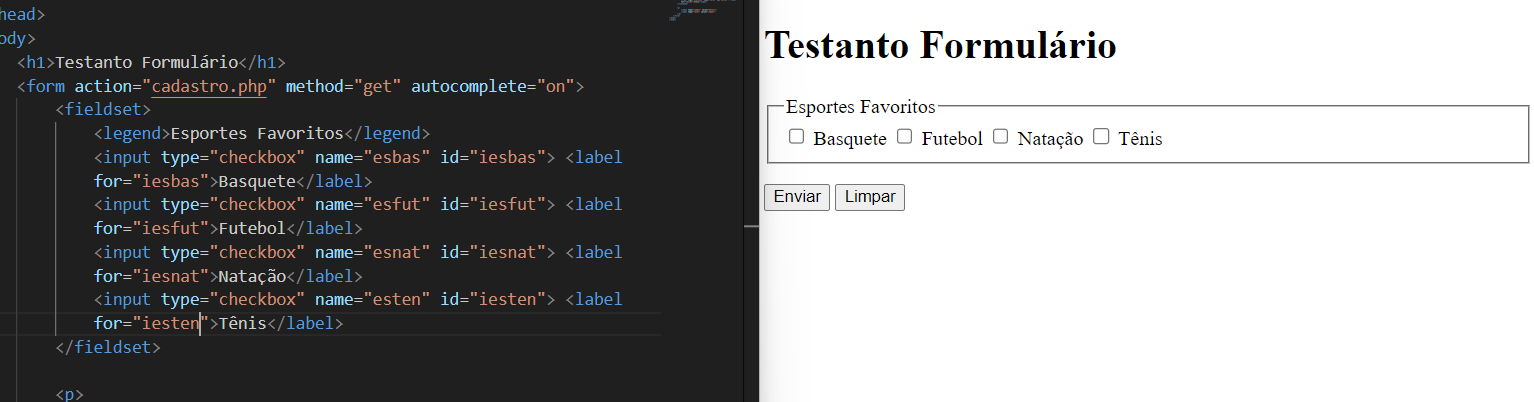 head>
ody>
<h1>Testanto Formulário</h1>
<form action="cadastro.php" method="get" autocomplete="on">
<fieldset>
<legend>Esportes Favoritos</legend>
<input type="checkbox" name="esbas" id="iesbas"> <label
for="iesbas">Basquete</label>
<input type="checkbox" name="esfut" id="iesfut"> <label
for="iesfut">Futebol</label>
<input type="checkbox" name="esnat" id="iesnat"> <label
for="iesnat">Natação</label>
<input type="checkbox" name="esten" id="iesten"> <label
for="iesten">Tênis</label>
</fieldset>
<p>
Testanto Formulário
Esportes Favoritos
Basquete Futebol Natação Tênis
Enviar Limpar